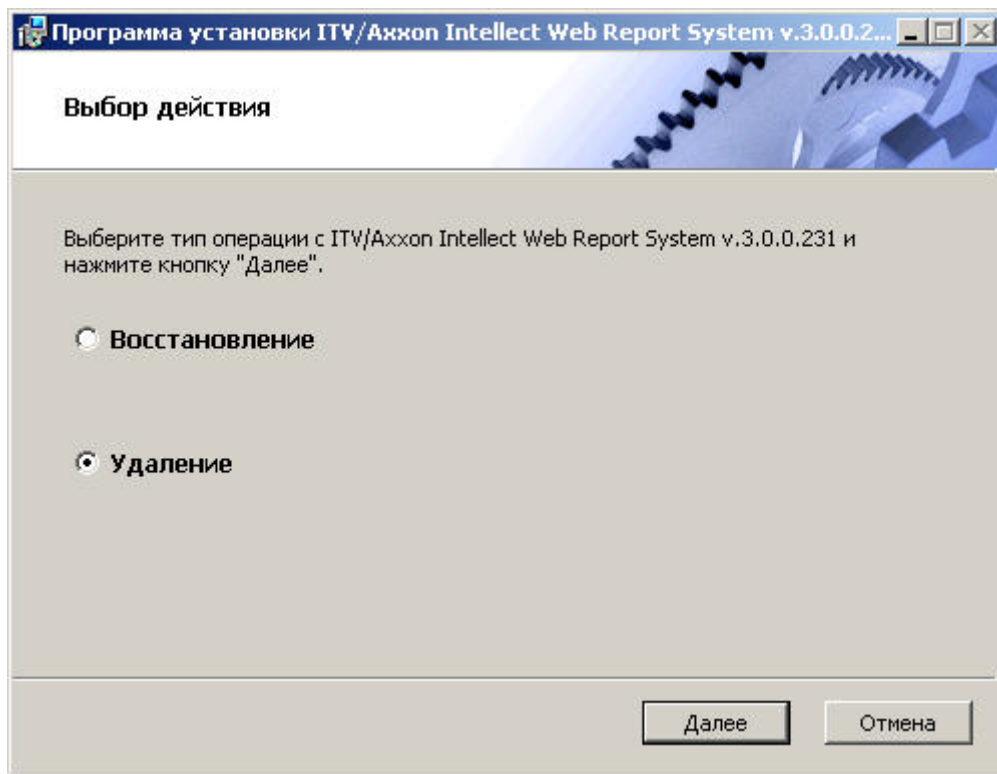 Программа установки ITV/Axxon Intellect Web Report System v.3.0.0.2...
Выбор действия
Выберите тип операции с ITV/Axxon Intellect Web Report System v.3.0.0.231 и
нажмите кнопку "Далее".
Восстановление
Удаление
Далее
Отмена